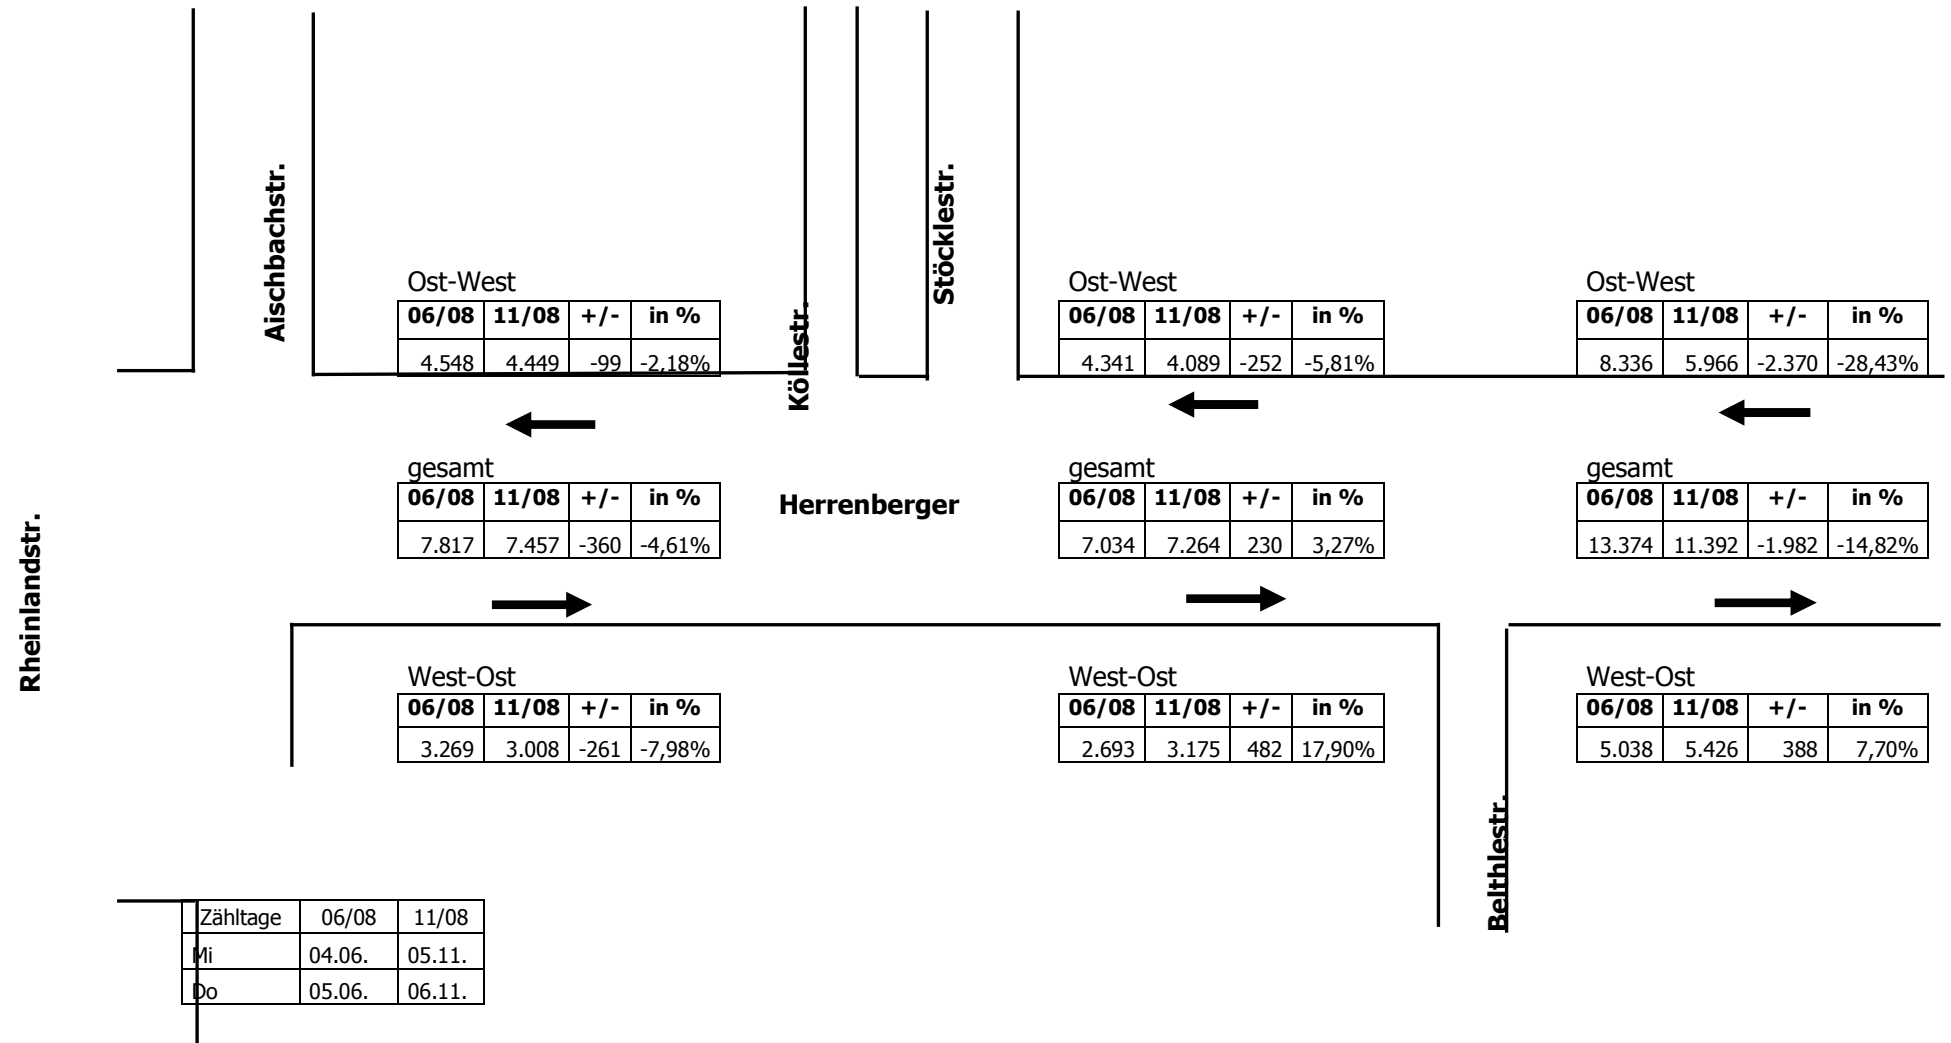 Aischbachstr.
Stöcklestr.
Köllestr.
Rheinlandstr.
Herrenberger
Belthlestr.
Ost-West
06/08 11/08 +/- in %
4.548 4.449 -99 -2,18%
Ost-West
06/08 11/08 +/- in %
4.341 4.089 -252 -5,81%
Ost-West
06/08 11/08 +/- in %
8.336 5.966 -2.370 -28,43%
gesamt
06/08 11/08 +/- in %
7.817 7.457 -360 -4,61%
gesamt
06/08 11/08 +/- in %
7.034 7.264 230 3,27%
gesamt
06/08 11/08 +/- in %
13.374 11.392 -1.982 -14,82%
West-Ost
06/08 11/08 +/- in %
3.269 3.008 -261 -7,98%
West-Ost
06/08 11/08 +/- in %
2.693 3.175 482 17,90%
West-Ost
06/08 11/08 +/- in %
5.038 5.426 388 7,70%
Zähltage 06/08 11/08
Mi 04.06. 05.11.
Do 05.06. 06.11.